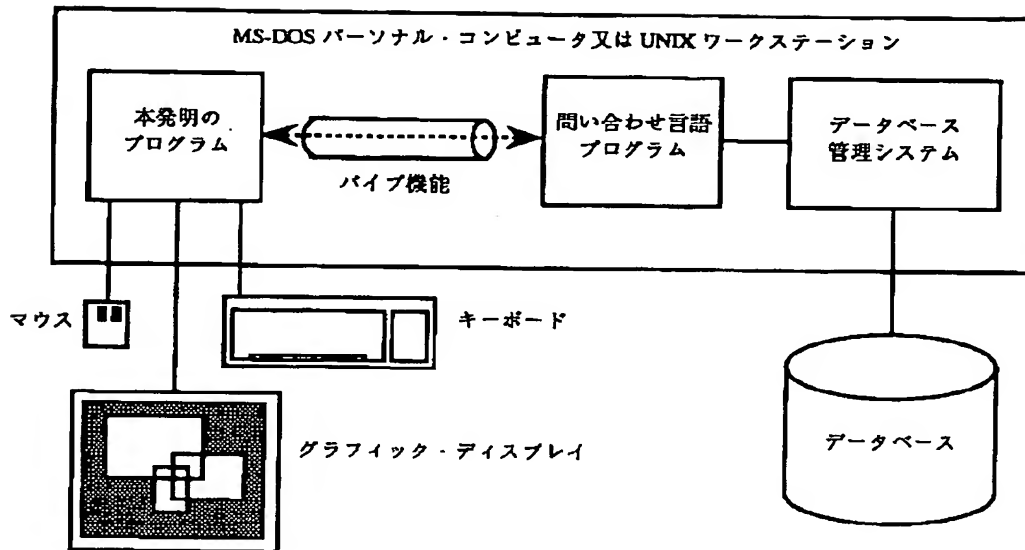 MS-DOS パーソナル・コンピュータ又は UNIX ワークステーション
本発明の
プログラム
パイプ機能
問い合わせ言語
プログラム
データベース
管理システム
マウス
キーボード
グラフィック・ディスプレイ
データベース